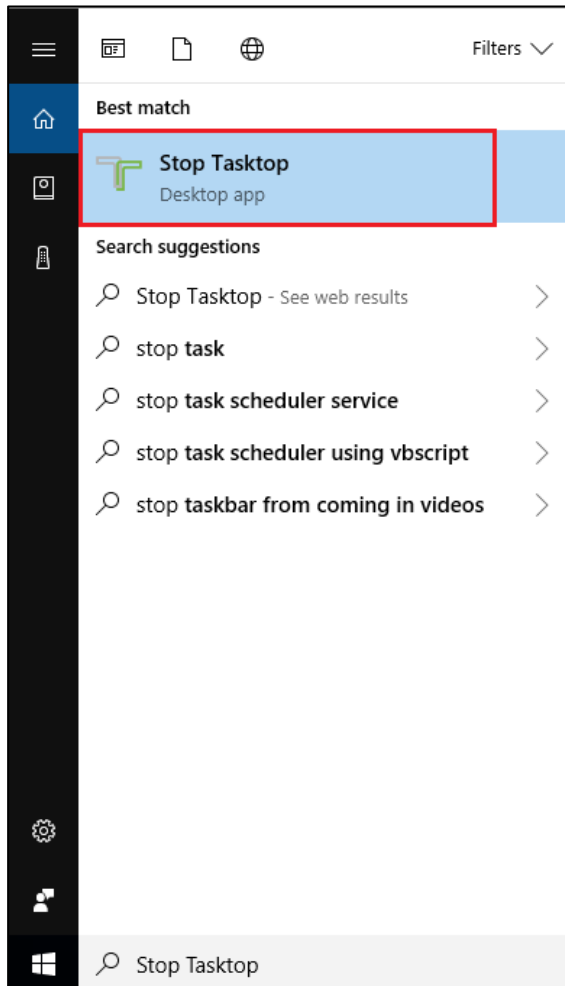 Filters
Best match
Stop Tasktop
Desktop app
Search suggestions
Stop Tasktop - See web results
stop task
stop task scheduler service
stop task scheduler using vbscript
stop taskbar from coming in videos
Stop Tasktop